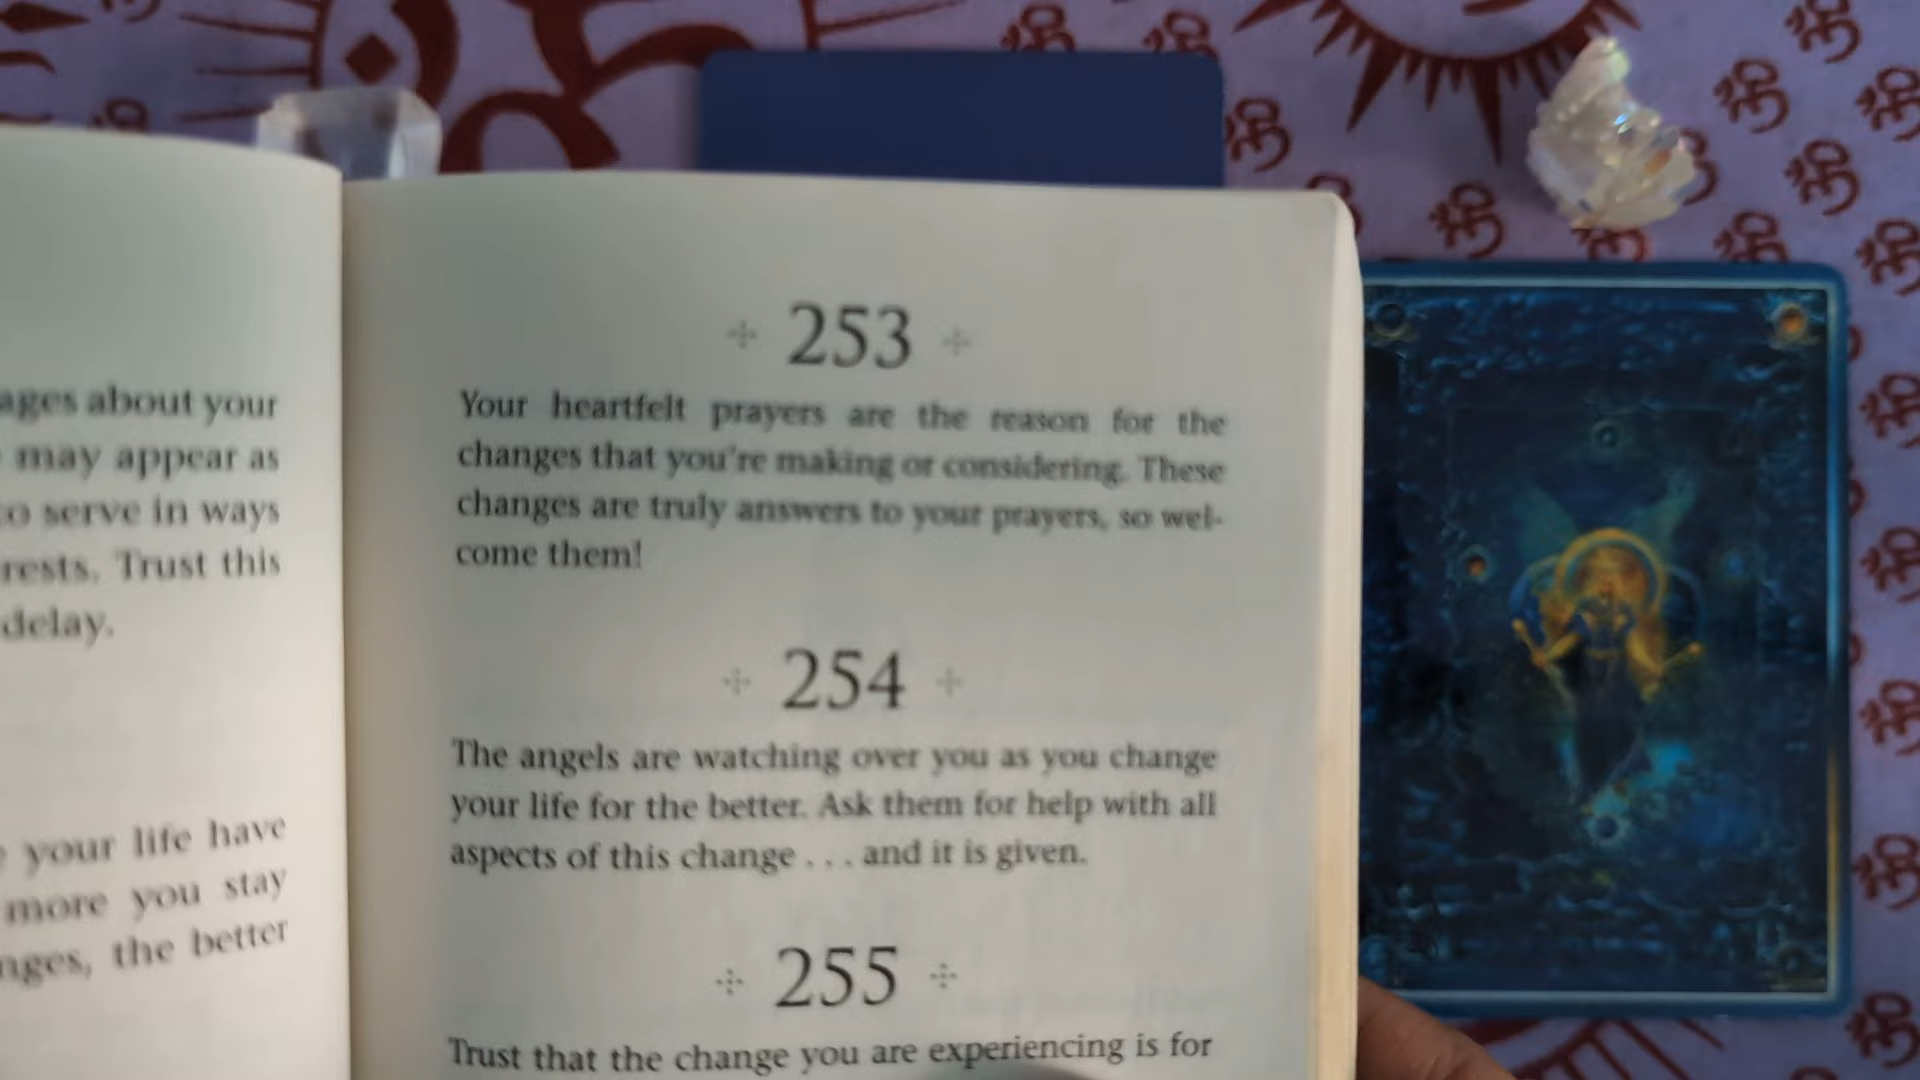 ages about your
may appear as
to serve in ways
rests. Trust this
delay.
your life have
more you stay
nges, the better
253
Your heartfelt prayers are the reason for the
changes that you're making or considering. These
changes are truly answers to your prayers, so wel-
come them!
254
The angels are watching over you as you change
your life for the better. Ask them for help with all
aspects of this change . . . and it is given.
255
Trust that the change you are experiencing is for